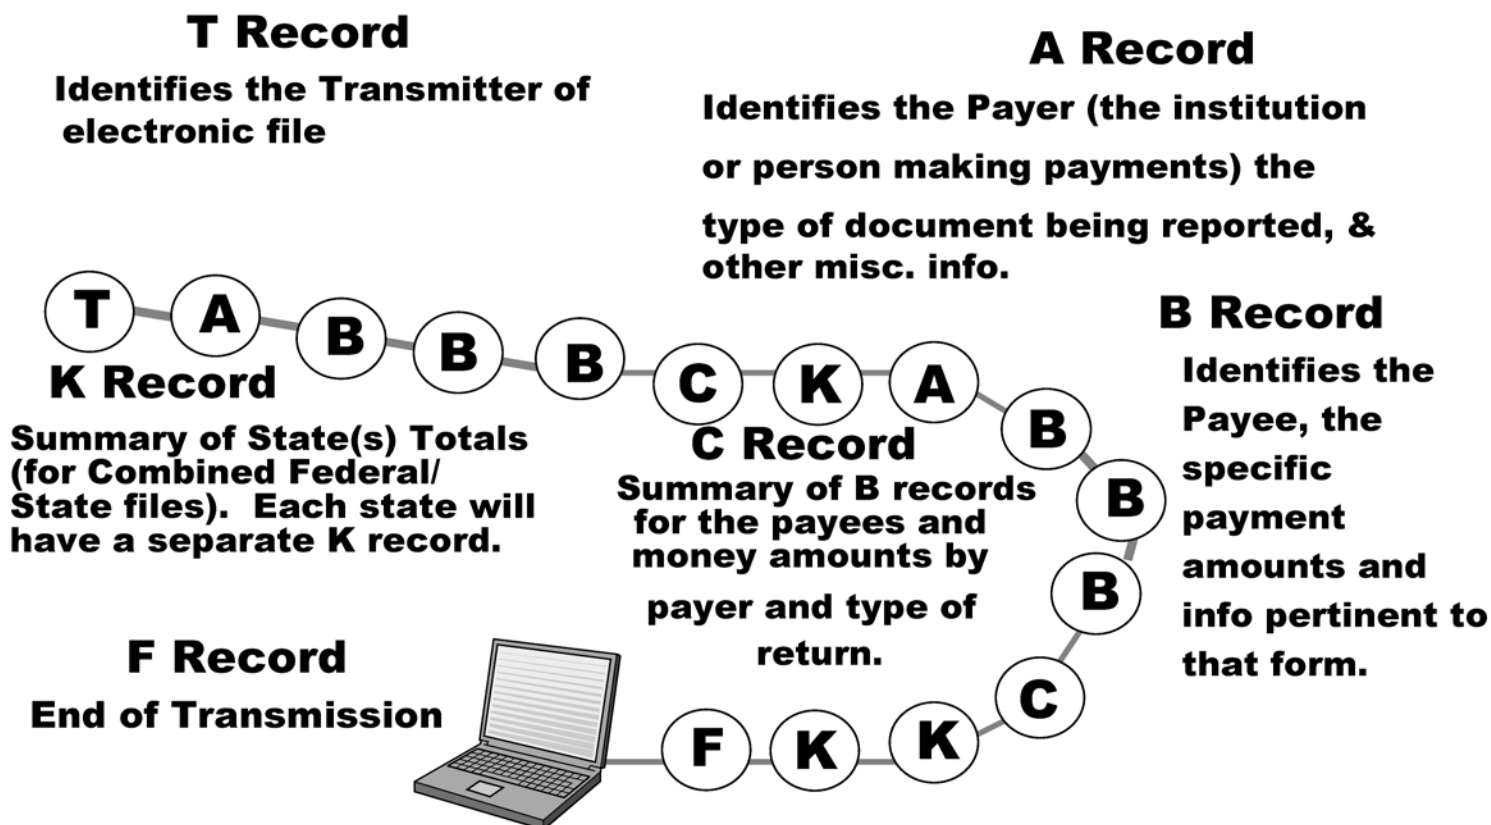 T Record
Identifies the Transmitter of
electronic file
A Record
Identifies the Payer (the institution
or person making payments) the
type of document being reported, &
other misc. info.
T A B B B C K A B B B C K K F
K Record
Summary of State(s) Totals
(for Combined Federal/
State files).  Each state will
have a separate K record.
C Record
Summary of B records
for the payees and
money amounts by
payer and type of
return.
B Record
Identifies the
Payee, the
specific
payment
amounts and
info pertinent to
that form.
F Record
End of Transmission